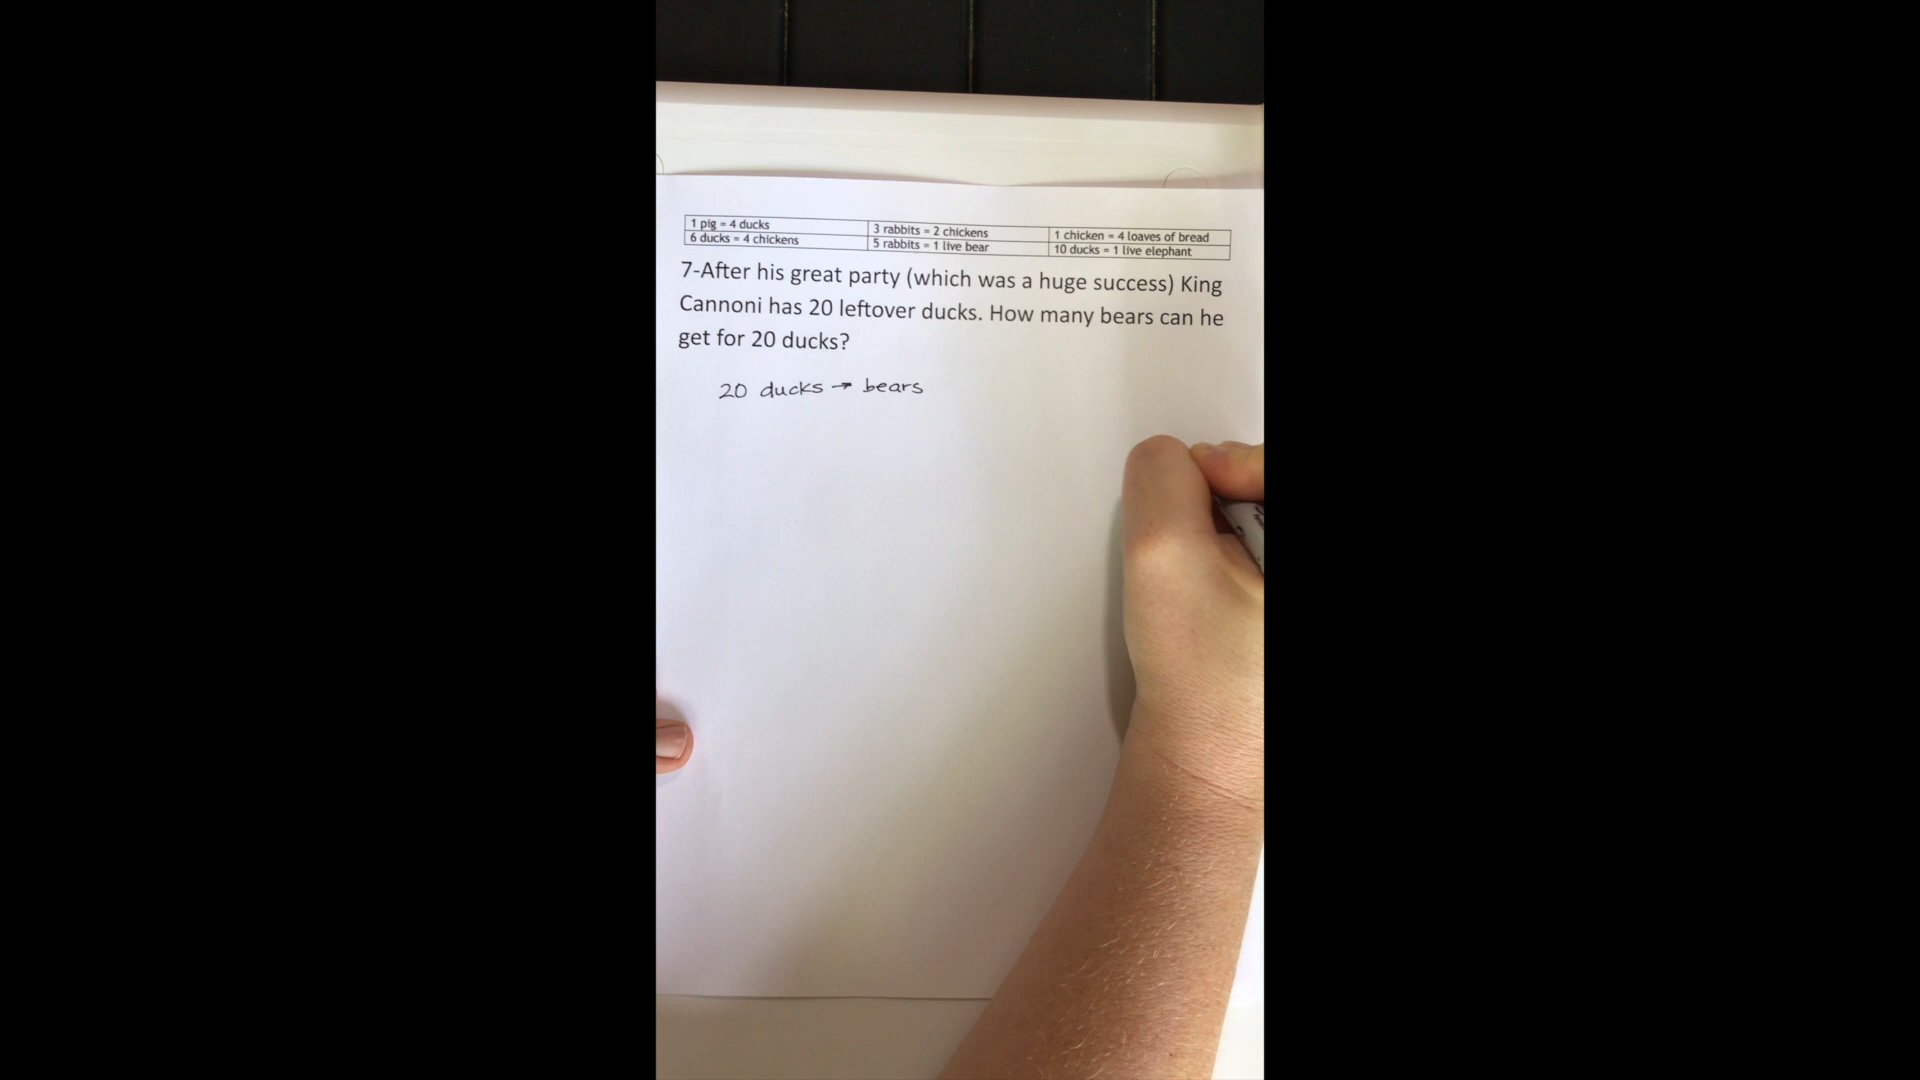 1 pig = 4 ducks
3 rabbits = 2 chickens
1 chicken = 4 loaves of bread
6 ducks = 4 chickens
5 rabbits = 1 live bear
10 ducks = 1 live elephant
7-After his great party (which was a huge success) King
Cannoni has 20 leftover ducks. How many bears can he
get for 20 ducks?
20 ducks → bears